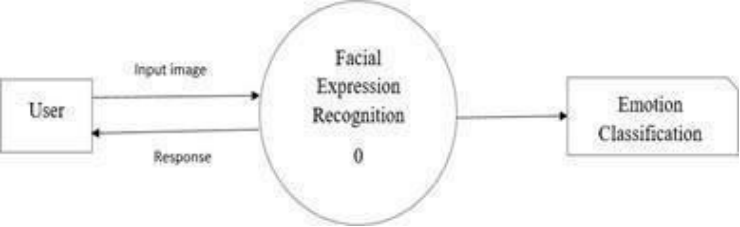 User
Input image
Response
Facial
Expression
Recognition
0
Emotion
Classification